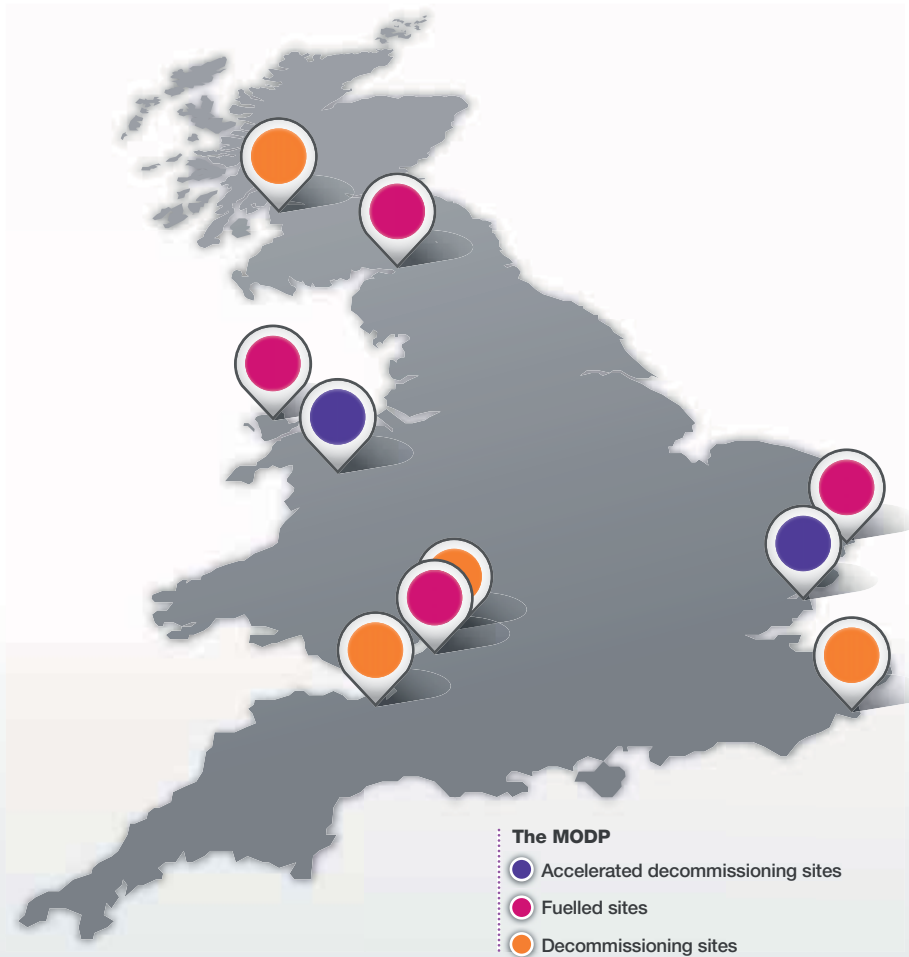 The MODP
Accelerated decommissioning sites
Fuelled sites
Decommissioning sites